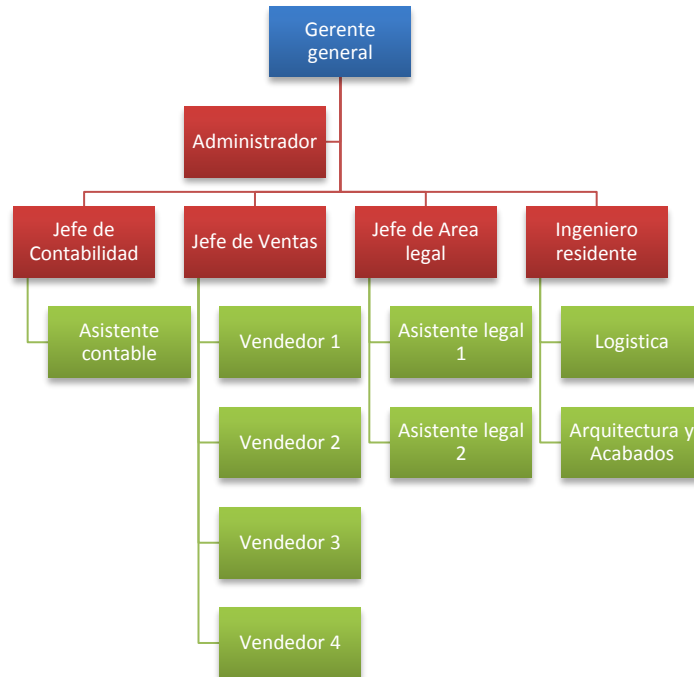 Gerente
general
Administrador
Jefe de
Contabilidad
Jefe de Ventas
Jefe de Area
legal
Ingeniero
residente
Asistente
contable
Vendedor 1
Asistente legal
1
Logistica
Vendedor 2
Asistente legal
2
Arquitectura y
Acabados
Vendedor 3
Vendedor 4